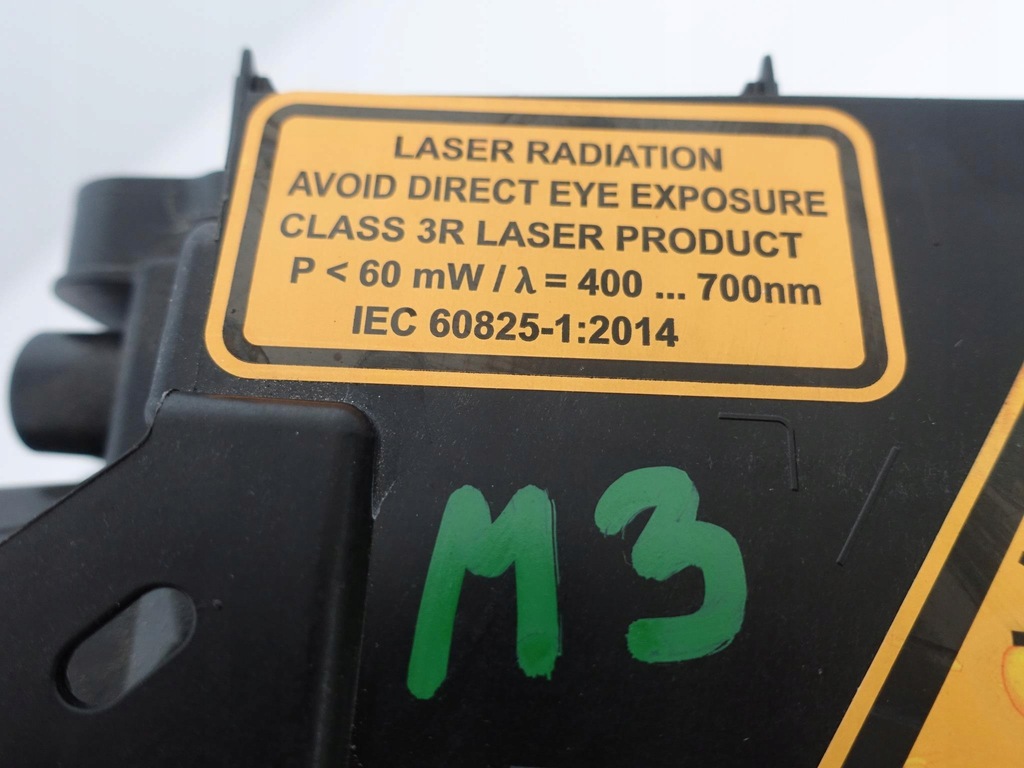 LASER RADIATION
AVOID DIRECT EYE EXPOSURE
CLASS 3R LASER PRODUCT
P < 60 mW / λ = 400 ... 700nm
IEC 60825-1:2014
M3